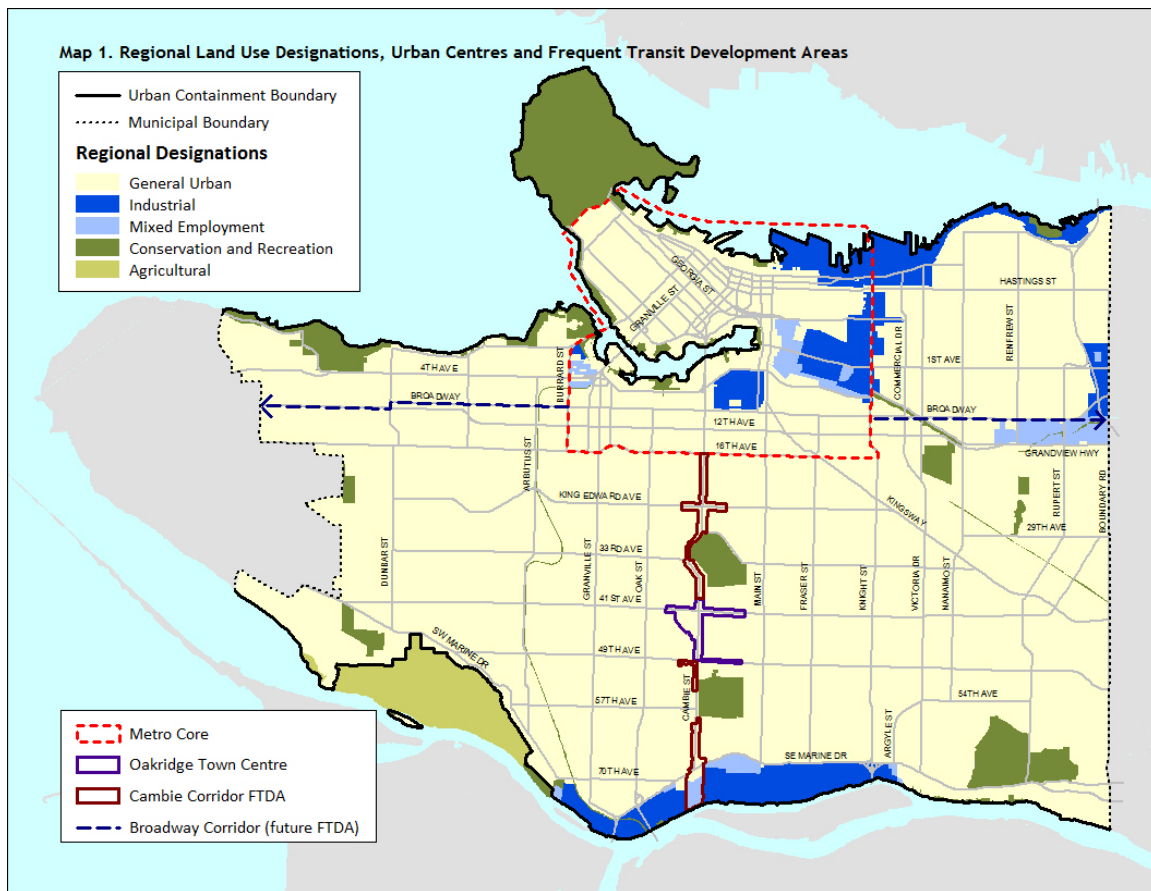 Map 1. Regional Land Use Designations, Urban Centres and Frequent Transit Development Areas
Urban Containment Boundary
Municipal Boundary
Regional Designations
General Urban
Industrial
Mixed Employment
Conservation and Recreation
Agricultural
GEORGIA ST
GRANVILLE ST
HASTINGS ST
RENFREW ST
COMMERCIAL DR
1ST AVE
4TH AVE
BURRARD ST
BROADWAY
BROADWAY
12TH AVE
16TH AVE
GRANDVIEW HWY
ARBUTUS ST
KING EDWARD AVE
KINGSWAY
RUPERT ST
BOUNDARY RD
29TH AVE
DUNBAR ST
33RD AVE
GRANVILLE ST
OAK ST
MAIN ST
FRASER ST
KNIGHT ST
VICTORIA DR
NANAIMO ST
41ST AVE
SW MARINE DR
49TH AVE
CAMBIE ST
57TH AVE
54TH AVE
ARGYLE ST
SE MARINE DR
70TH AVE
Metro Core
Oakridge Town Centre
Cambie Corridor FTDA
Broadway Corridor (future FTDA)